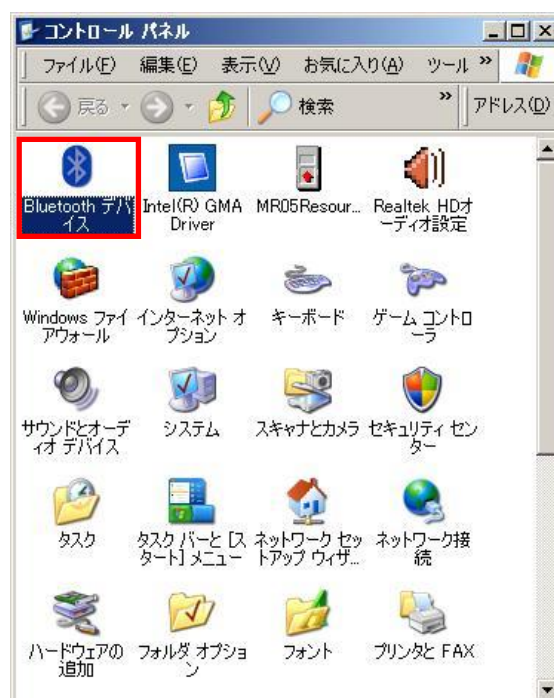 コントロール パネル
ファイル(F) 編集(E) 表示(V) お気に入り(A) ツール »
戻る 検索 » アドレス(D)
Bluetooth デバ
イス
Intel(R) GMA
Driver
MR05Resour...
Realtek HDオ
ーディオ設定
Windows ファイ
アウォール
インターネット オ
プション
キーボード
ゲーム コントロ
ーラ
サウンドとオーデ
ィオ デバイス
システム
スキャナとカメラ
セキュリティ セン
ター
タスク
タスク バーと [ス
タート] メニュー
ネットワーク セッ
トアップ ウィザ...
ネットワーク接
続
ハードウェアの
追加
フォルダ オプショ
ン
フォント
プリンタと FAX